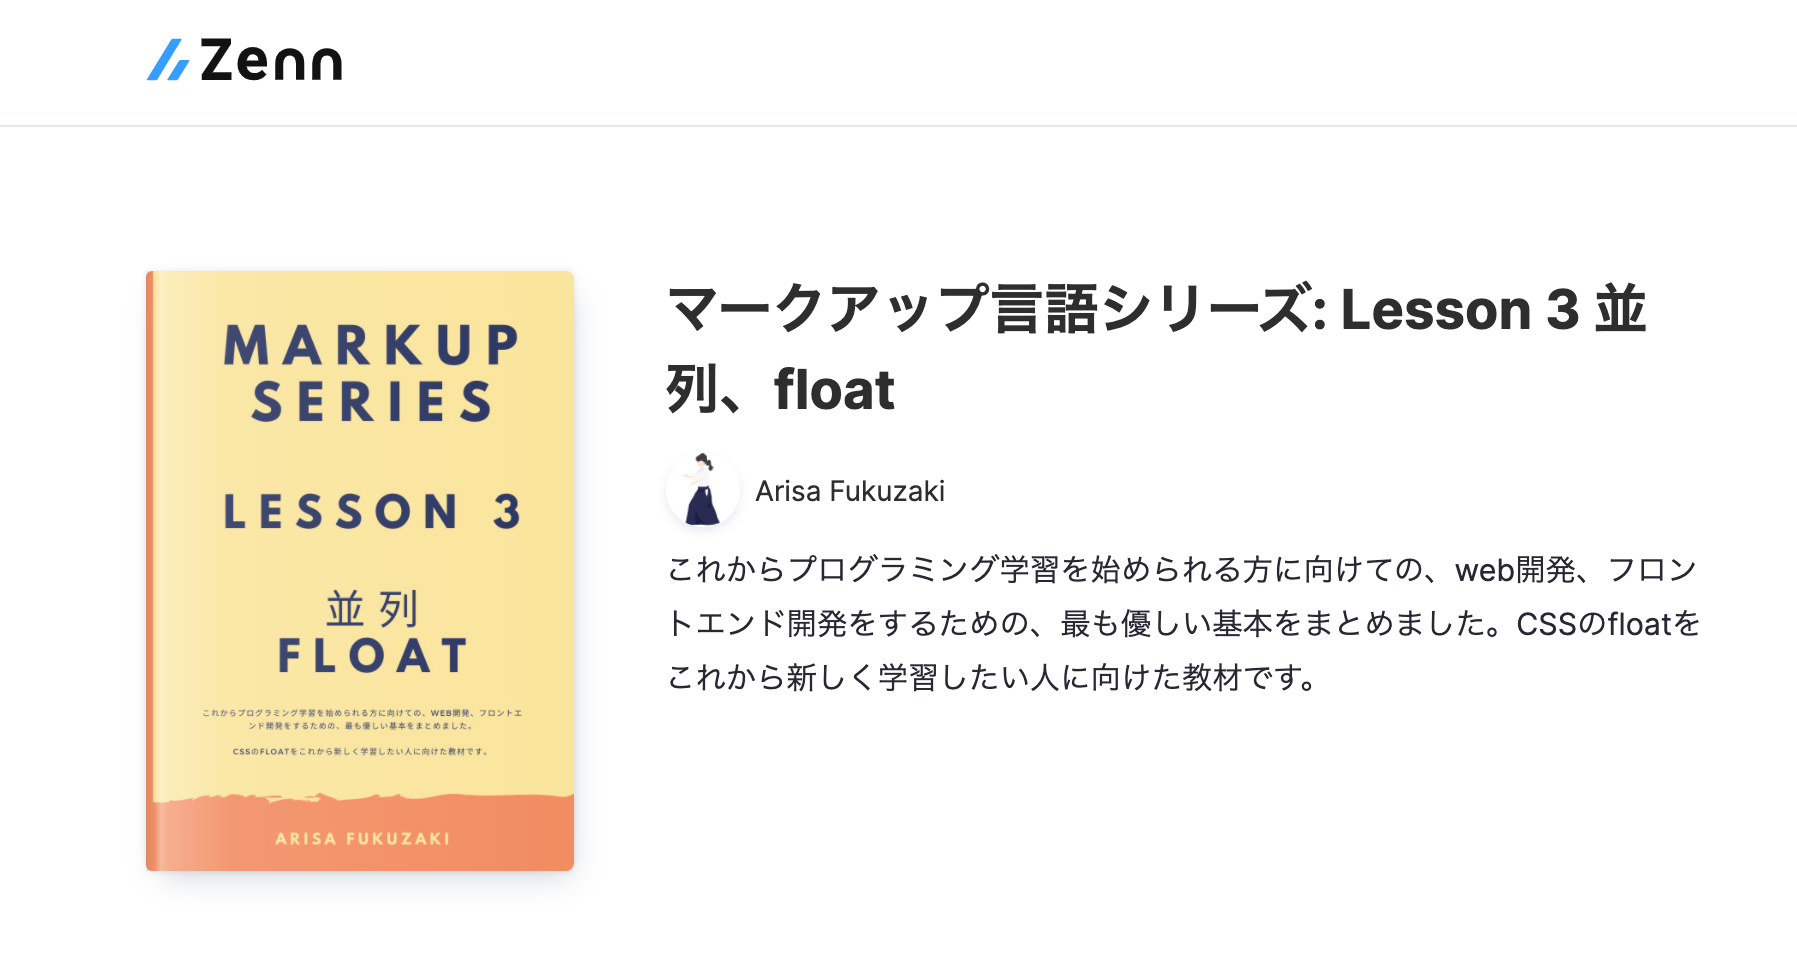 Zenn
MARKUP
SERIES
LESSON 3
並列
FLOAT
これからプログラミング学習を始められる方に向けての、WEB開発、フロントエ
ンド開発をするための、最も優しい基本をまとめました。
CSSのFLOATをこれから新しく学習したい人に向けた教材です。
ARISA FUKUZAKI
マークアップ言語シリーズ: Lesson 3 並
列、float
Arisa Fukuzaki
これからプログラミング学習を始められる方に向けての、web開発、フロン
トエンド開発をするための、最も優しい基本をまとめました。CSSのfloatを
これから新しく学習したい人に向けた教材です。